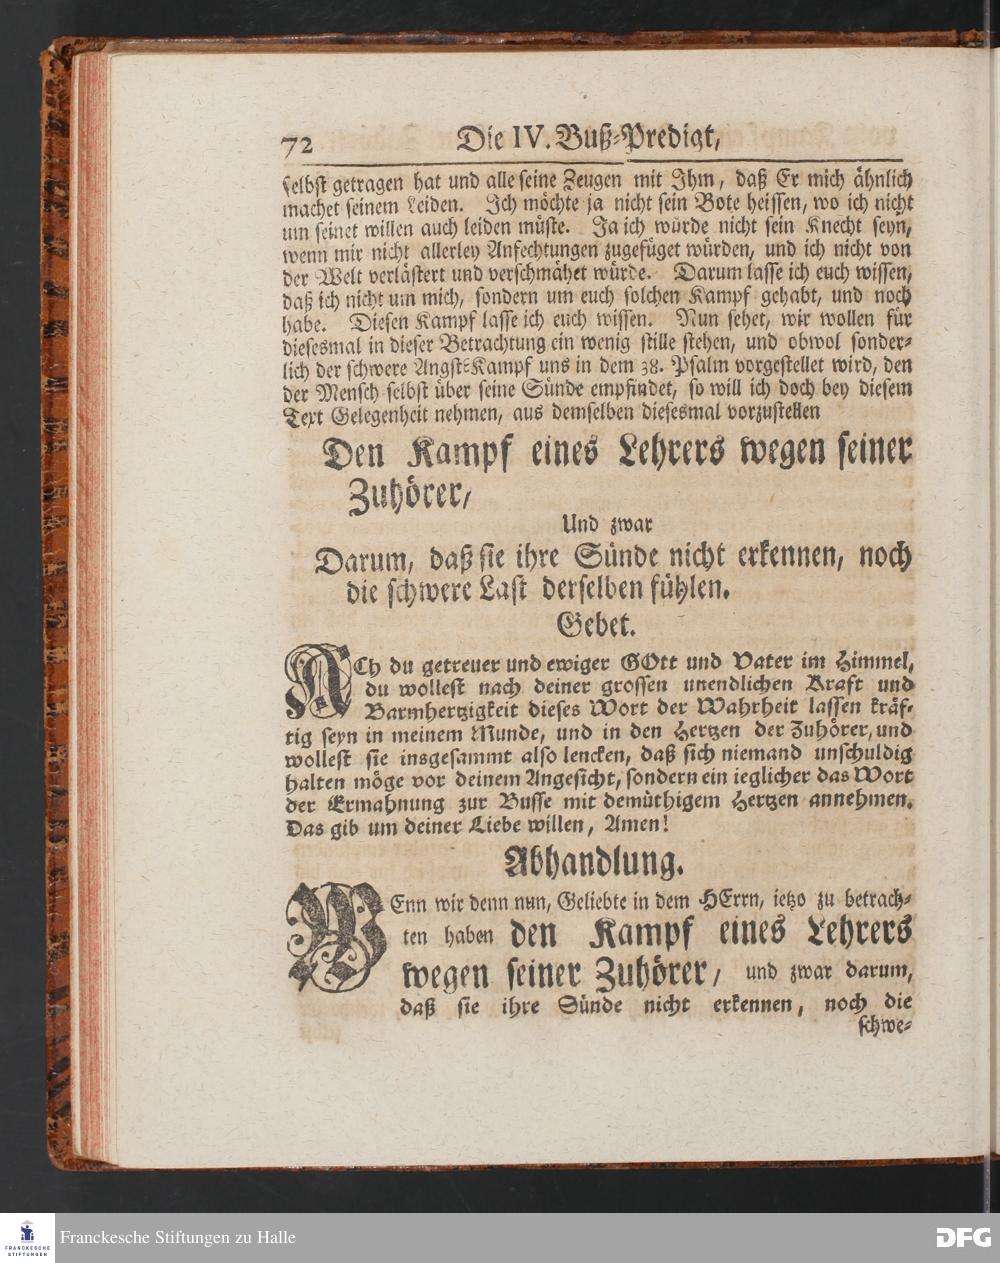 72 Die IV. Buß-Predigt,
selbst getragen hat und alle seine Zeugen mit Ihm, daß Er mich ähnlich
machet seinem Leiden. Ich möchte ja nicht sein Bote heissen, wo ich nicht
um seinet willen auch leiden müste. Ja ich würde nicht sein Knecht seyn,
wenn mir nicht allerley Anfechtungen zugefüget würden, und ich nicht von
der Welt verlästert und verschmähet würde. Darum lasse ich euch wissen,
daß ich nicht um mich, sondern um euch solchen Kampf gehabt, und noch
habe. Diesen Kampf lasse ich euch wissen. Nun sehet, wir wollen für
diesesmal in dieser Betrachtung ein wenig stille stehen, und obwol sonder-
lich der schwere Angst-Kampf uns in dem 38. Psalm vorgestellet wird, den
der Mensch selbst über seine Sünde empfindet, so will ich doch bey diesem
Text Gelegenheit nehmen, aus demselben diesesmal vorzustellen
Den Kampf eines Lehrers wegen seiner
Zuhörer,
Und zwar
Darum, daß sie ihre Sünde nicht erkennen, noch
die schwere Last derselben fühlen.
Gebet.
ACh du getreuer und ewiger GOtt und Vater im Himmel,
du wollest nach deiner grossen unendlichen Kraft und
Barmhertzigkeit dieses Wort der Wahrheit lassen kräf-
tig seyn in meinem Munde, und in den Hertzen der Zuhörer, und
wollest sie insgesammt also lencken, daß sich niemand unschuldig
halten möge vor deinem Angesicht, sondern ein ieglicher das Wort
der Ermahnung zur Busse mit demüthigem Hertzen annehmen.
Das gib um deiner Liebe willen, Amen!
Abhandlung.
WEnn wir denn nun, Geliebte in dem HErrn, ietzo zu betrach-
ten haben den Kampf eines Lehrers
wegen seiner Zuhörer, und zwar darum,
daß sie ihre Sünde nicht erkennen, noch die
schwe-
FRANCKESCHE STIFTUNGEN
Franckesche Stiftungen zu Halle
DFG